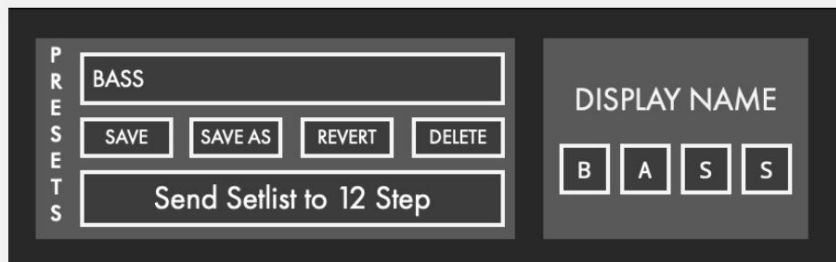 PRESETS
BASS
SAVE SAVE AS REVERT DELETE
Send Setlist to 12 Step
DISPLAY NAME
B A S S